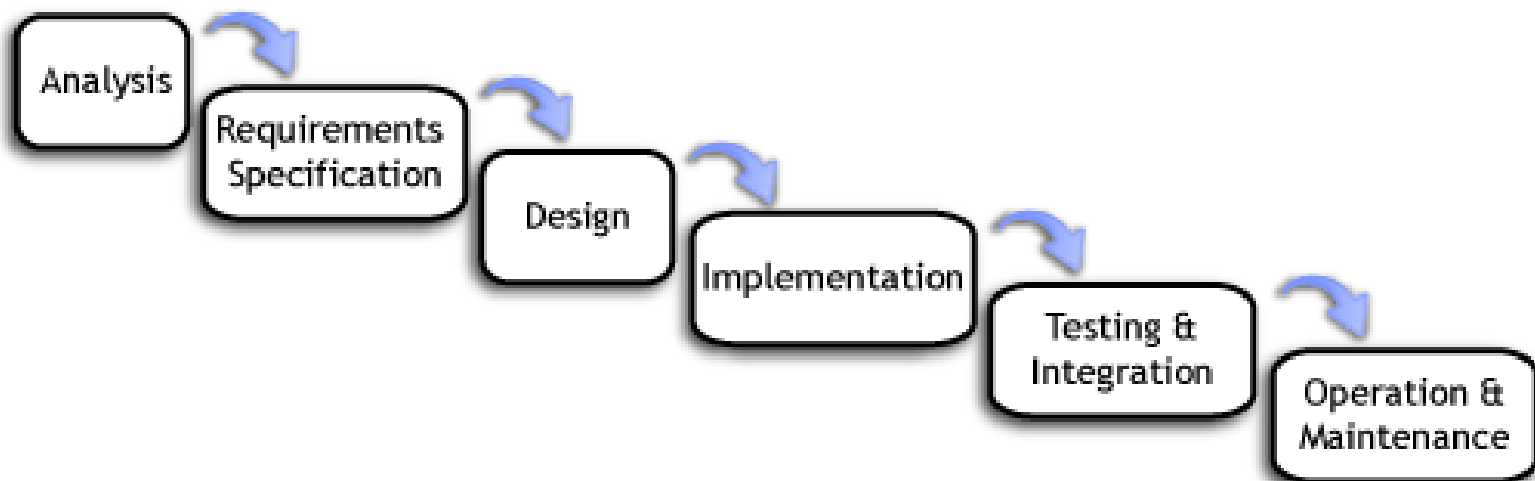 Analysis
Requirements
Specification
Design
Implementation
Testing &
Integration
Operation &
Maintenance